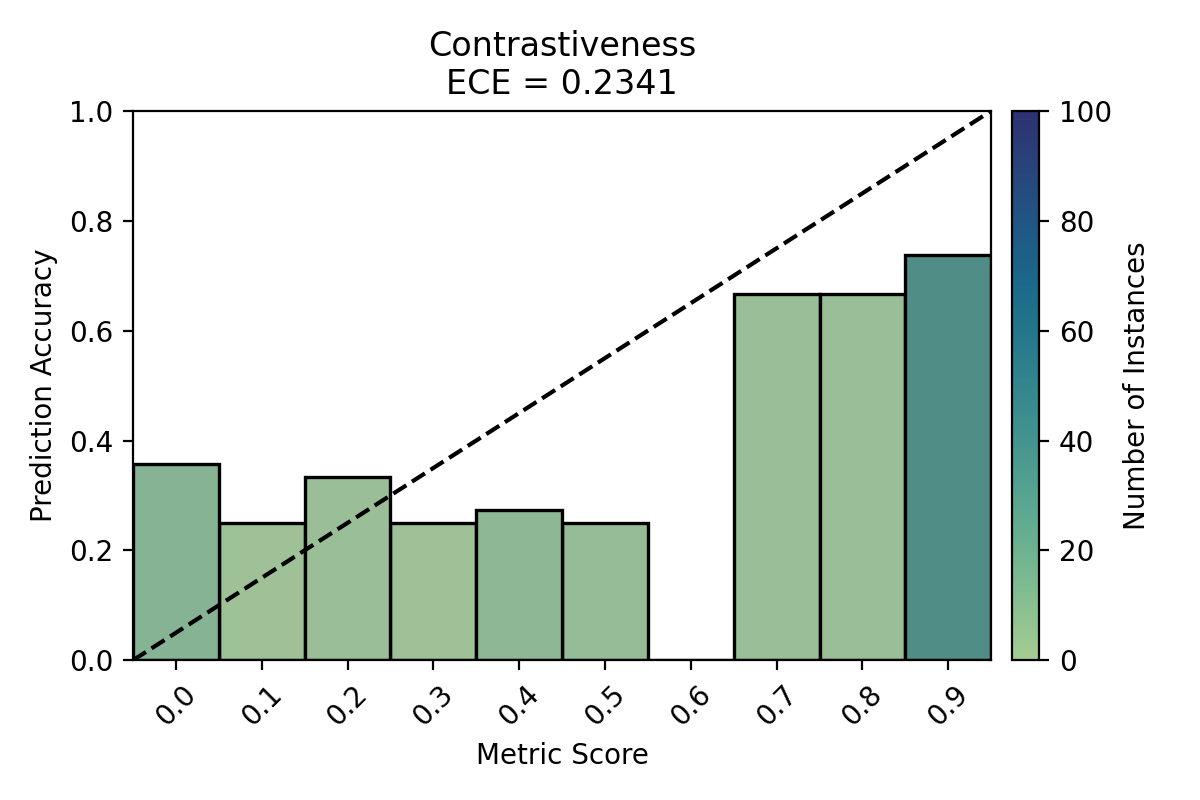 Contrastiveness
ECE = 0.2341
Prediction Accuracy
1.0
0.8
0.6
0.4
0.2
0.0
0.0 0.1 0.2 0.3 0.4 0.5 0.6 0.7 0.8 0.9
Metric Score
100
80
60
40
20
0
Number of Instances